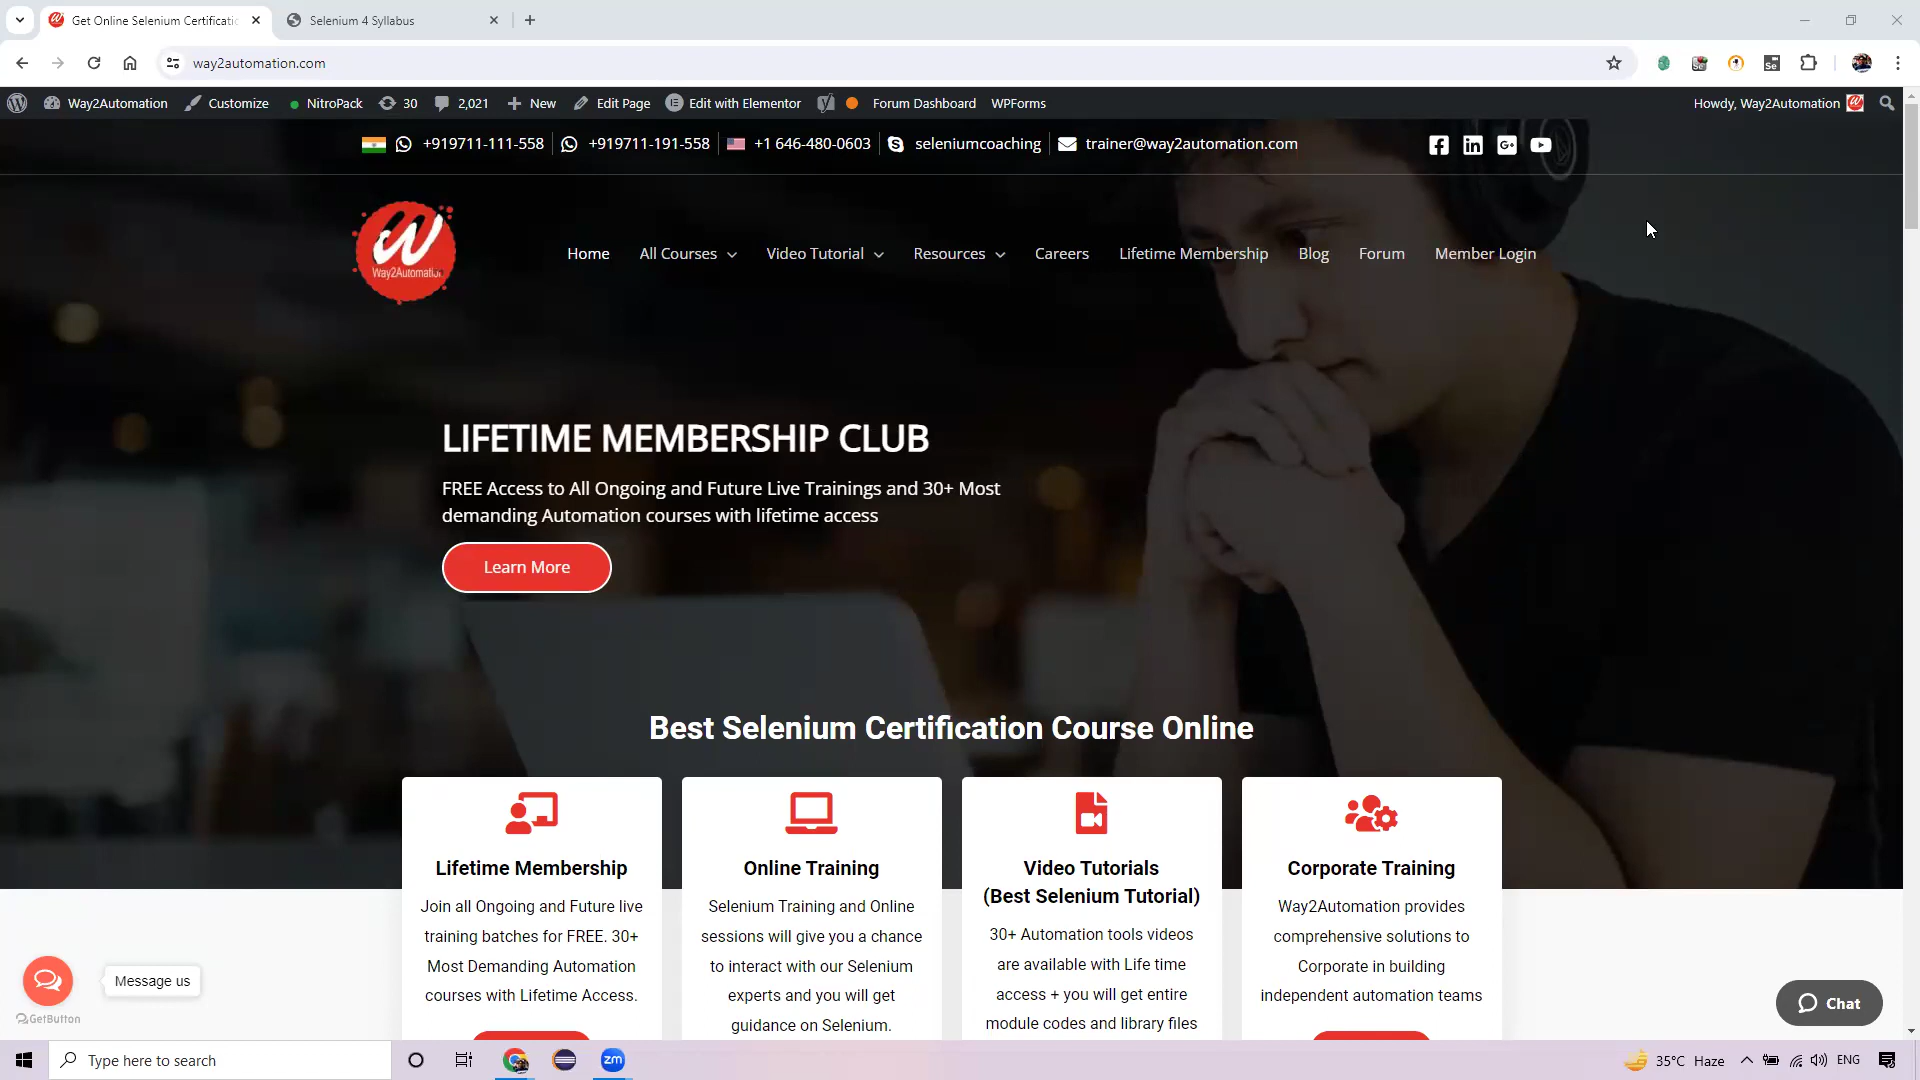 Get Online Selenium Certificatio
Selenium 4 Syllabus
way2automation.com
Way2Automation Customize NitroPack 30 2,021 New Edit Page Edit with Elementor Forum Dashboard WPForms Howdy, Way2Automation
+919711-111-558 +919711-191-558 +1 646-480-0603 seleniumcoaching trainer@way2automation.com
Way2Automation
Home All Courses Video Tutorial Resources Careers Lifetime Membership Blog Forum Member Login
LIFETIME MEMBERSHIP CLUB
FREE Access to All Ongoing and Future Live Trainings and 30+ Most
demanding Automation courses with lifetime access
Learn More
Best Selenium Certification Course Online
Lifetime Membership
Join all Ongoing and Future live
training batches for FREE. 30+
Most Demanding Automation
courses with Lifetime Access.
Online Training
Selenium Training and Online
sessions will give you a chance
to interact with our Selenium
experts and you will get
guidance on Selenium.
Video Tutorials
(Best Selenium Tutorial)
30+ Automation tools videos
are available with Life time
access + you will get entire
module codes and library files
Corporate Training
Way2Automation provides
comprehensive solutions to
Corporate in building
independent automation teams
Message us
GetButton
Chat
Type here to search
zm
35°C Haze
ENG